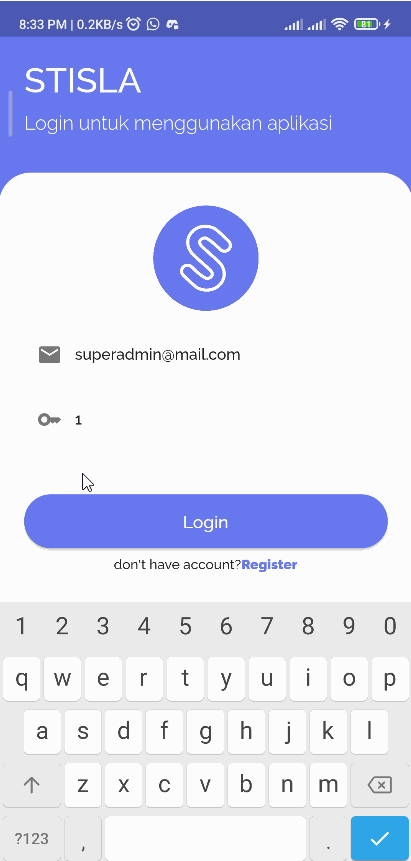 8:33 PM | 0.2KB/s
81
STISLA
Login untuk menggunakan aplikasi
S
superadmin@mail.com
1
Login
don't have account?Register
1 2 3 4 5 6 7 8 9 0
q w e r t y u i o p
a s d f g h j k l
z x c v b n m
?123 , .